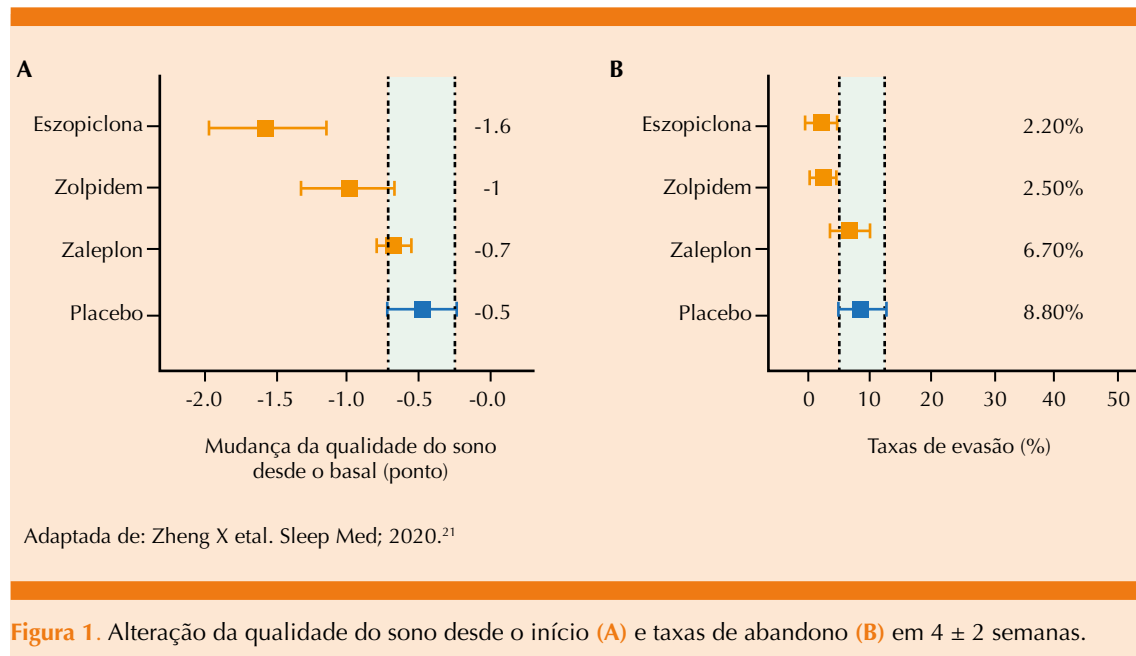 A
Eszopiclona
-1.6
Zolpidem
-1
Zaleplon
-0.7
Placebo
-0.5
-2.0 -1.5 -1.0 -0.5 -0.0
Mudança da qualidade do sono
desde o basal (ponto)
B
Eszopiclona
2.20%
Zolpidem
2.50%
Zaleplon
6.70%
Placebo
8.80%
0 10 20 30 40 50
Taxas de evasão (%)
Adaptada de: Zheng X etal. Sleep Med; 2020.²¹
Figura 1. Alteração da qualidade do sono desde o início (A) e taxas de abandono (B) em 4 ± 2 semanas.